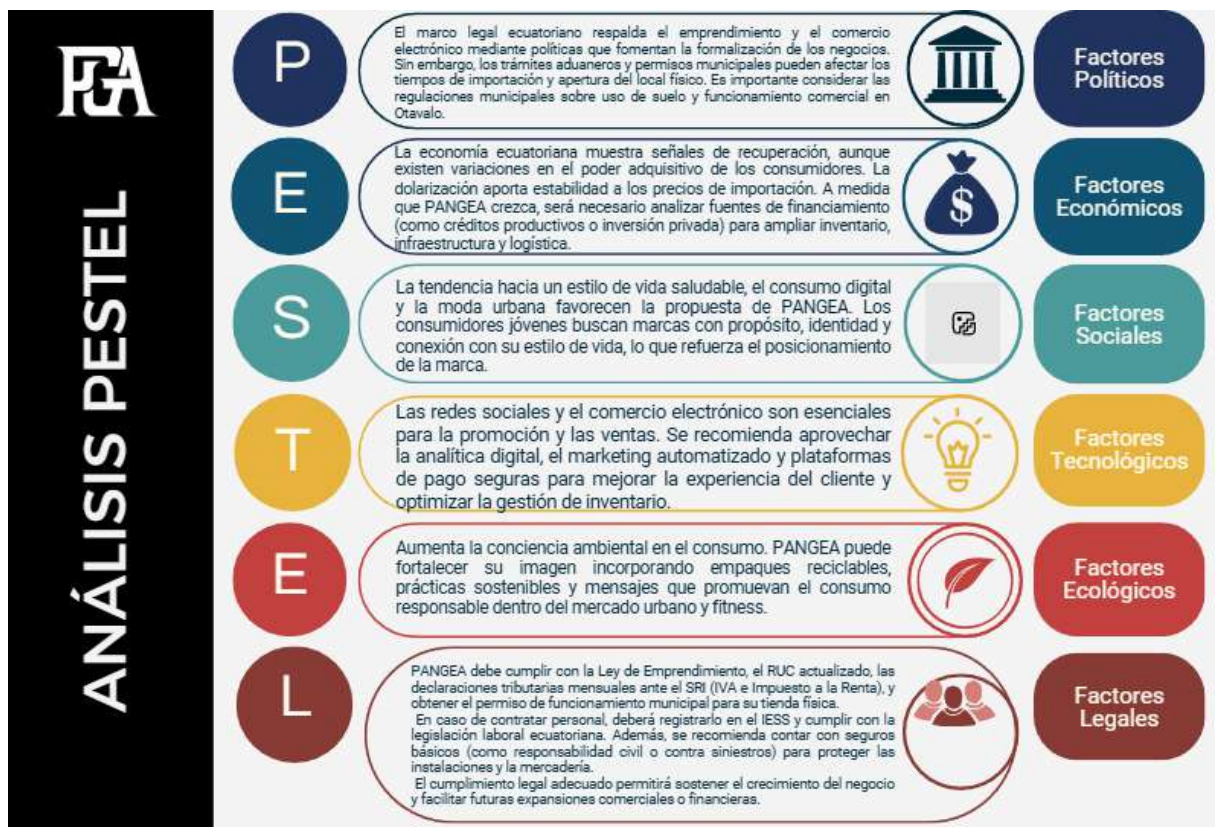 PGA
ANÁLISIS PESTEL
P
El marco legal ecuatoriano respalda el emprendimiento y el comercio
electrónico mediante políticas que fomentan la formalización de los negocios.
Sin embargo, los trámites aduaneros y permisos municipales pueden afectar los
tiempos de importación y apertura del local físico. Es importante considerar las
regulaciones municipales sobre uso de suelo y funcionamiento comercial en
Otavalo.
Factores
Políticos
E
La economía ecuatoriana muestra señales de recuperación, aunque
existen variaciones en el poder adquisitivo de los consumidores. La
dolarización aporta estabilidad a los precios de importación. A medida
que PANGEA crezca, será necesario analizar fuentes de financiamiento
(como créditos productivos o inversión privada) para ampliar inventario,
infraestructura y logística.
$
Factores
Económicos
S
La tendencia hacia un estilo de vida saludable, el consumo digital
y la moda urbana favorecen la propuesta de PANGEA. Los
consumidores jóvenes buscan marcas con propósito, identidad y
conexión con su estilo de vida, lo que refuerza el posicionamiento
de la marca.
Factores
Sociales
T
Las redes sociales y el comercio electrónico son esenciales
para la promoción y las ventas. Se recomienda aprovechar
la analítica digital, el marketing automatizado y plataformas
de pago seguras para mejorar la experiencia del cliente y
optimizar la gestión de inventario.
Factores
Tecnológicos
E
Aumenta la conciencia ambiental en el consumo. PANGEA puede
fortalecer su imagen incorporando empaques reciclables,
prácticas sostenibles y mensajes que promuevan el consumo
responsable dentro del mercado urbano y fitness.
Factores
Ecológicos
L
PANGEA debe cumplir con la Ley de Emprendimiento, el RUC actualizado, las
declaraciones tributarias mensuales ante el SRI (IVA e Impuesto a la Renta), y
obtener el permiso de funcionamiento municipal para su tienda física.
En caso de contratar personal, deberá registrarlo en el IESS y cumplir con la
legislación laboral ecuatoriana. Además, se recomienda contar con seguros
básicos (como responsabilidad civil o contra siniestros) para proteger las
instalaciones y la mercadería.
El cumplimiento legal adecuado permitirá sostener el crecimiento del negocio
y facilitar futuras expansiones comerciales o financieras.
Factores
Legales